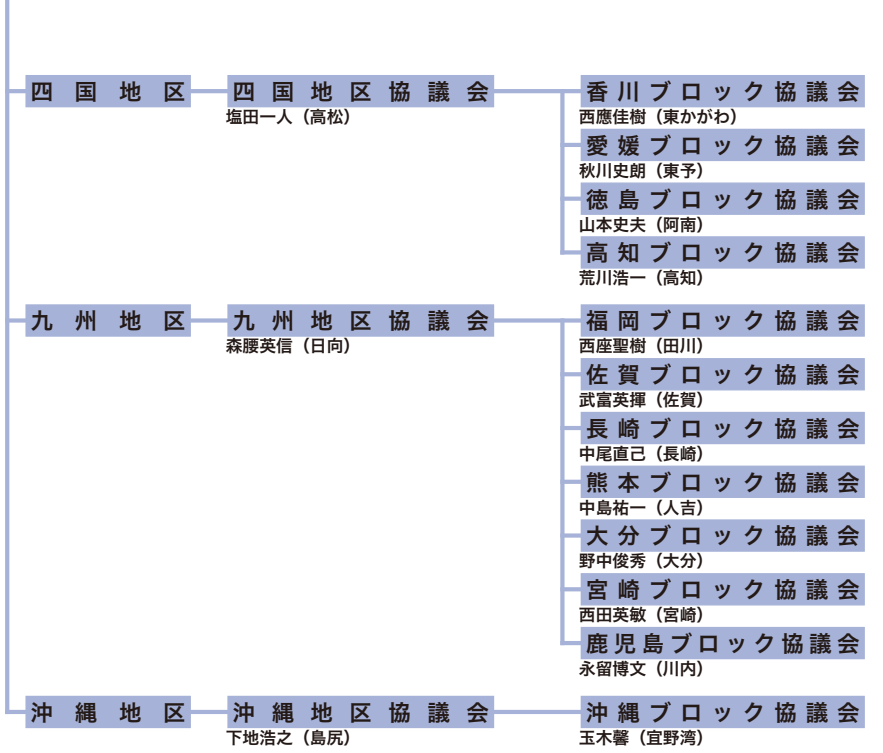 四国地区
四国地区協議会
塩田一人（高松）
香川ブロック協議会
西應佳樹（東かがわ）
愛媛ブロック協議会
秋川史朗（東予）
徳島ブロック協議会
山本史夫（阿南）
高知ブロック協議会
荒川浩一（高知）
九州地区
九州地区協議会
森腰英信（日向）
福岡ブロック協議会
西座聖樹（田川）
佐賀ブロック協議会
武富英揮（佐賀）
長崎ブロック協議会
中尾直己（長崎）
熊本ブロック協議会
中島祐一（人吉）
大分ブロック協議会
野中俊秀（大分）
宮崎ブロック協議会
西田英敏（宮崎）
鹿児島ブロック協議会
永留博文（川内）
沖縄地区
沖縄地区協議会
下地浩之（島尻）
沖縄ブロック協議会
玉木馨（宜野湾）